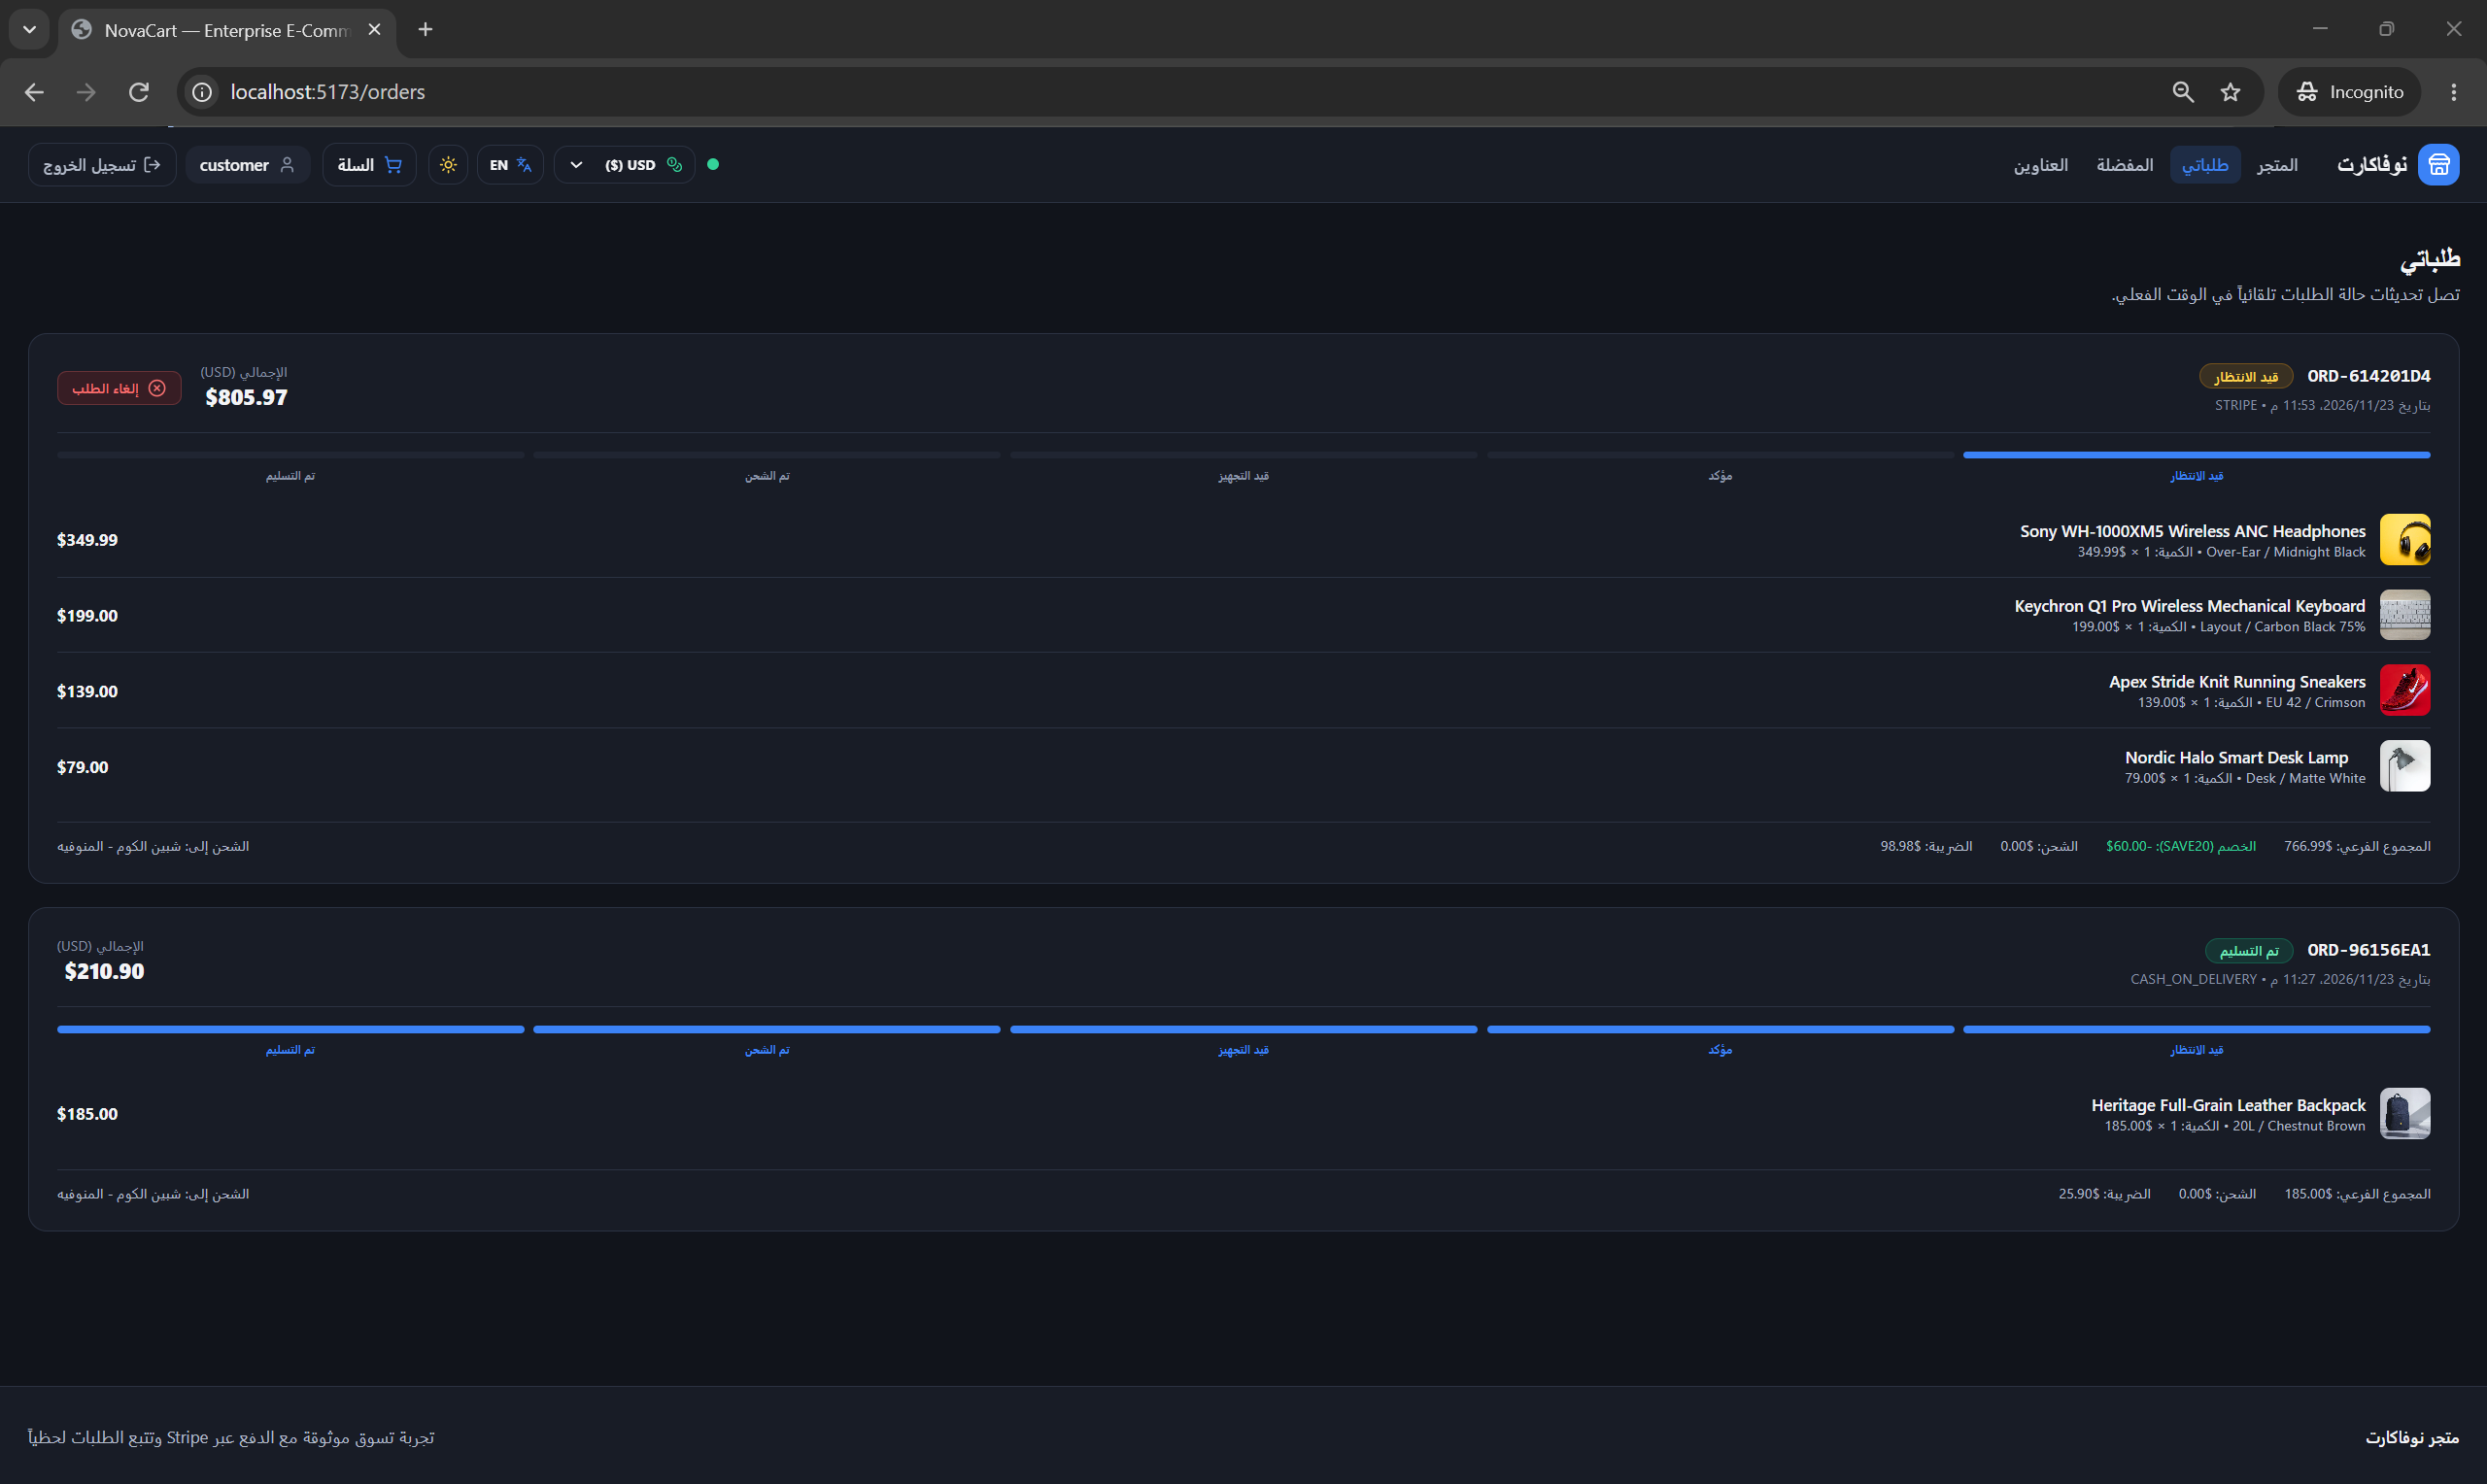 NovaCart — Enterprise E-Comm
localhost:5173/orders
Incognito
نوفاكارت
المتجر
طلباتي
المفضلة
العناوين
USD ($)
EN
السلة
customer
تسجيل الخروج
طلباتي
تصل تحديثات حالة الطلبات تلقائياً في الوقت الفعلي.
ORD-614201D4 قيد الانتظار
بتاريخ 2026/11/23، 11:53 م • STRIPE
الإجمالي (USD)
$805.97
إلغاء الطلب
قيد الانتظار
مؤكد
قيد التجهيز
تم الشحن
تم التسليم
Sony WH-1000XM5 Wireless ANC Headphones
Over-Ear / Midnight Black • الكمية: 1 × $349.99
$349.99
Keychron Q1 Pro Wireless Mechanical Keyboard
75% Layout / Carbon Black • الكمية: 1 × $199.00
$199.00
Apex Stride Knit Running Sneakers
EU 42 / Crimson • الكمية: 1 × $139.00
$139.00
Nordic Halo Smart Desk Lamp
Desk / Matte White • الكمية: 1 × $79.00
$79.00
المجموع الفرعي: $766.99
الخصم (SAVE20): -$60.00
الشحن: $0.00
الضريبة: $98.98
الشحن إلى: شبين الكوم - المنوفيه
ORD-96156EA1 تم التسليم
بتاريخ 2026/11/23، 11:27 م • CASH_ON_DELIVERY
الإجمالي (USD)
$210.90
قيد الانتظار
مؤكد
قيد التجهيز
تم الشحن
تم التسليم
Heritage Full-Grain Leather Backpack
20L / Chestnut Brown • الكمية: 1 × $185.00
$185.00
المجموع الفرعي: $185.00
الشحن: $0.00
الضريبة: $25.90
الشحن إلى: شبين الكوم - المنوفيه
متجر نوفاكارت
تجربة تسوق موثوقة مع الدفع عبر Stripe وتتبع الطلبات لحظياً